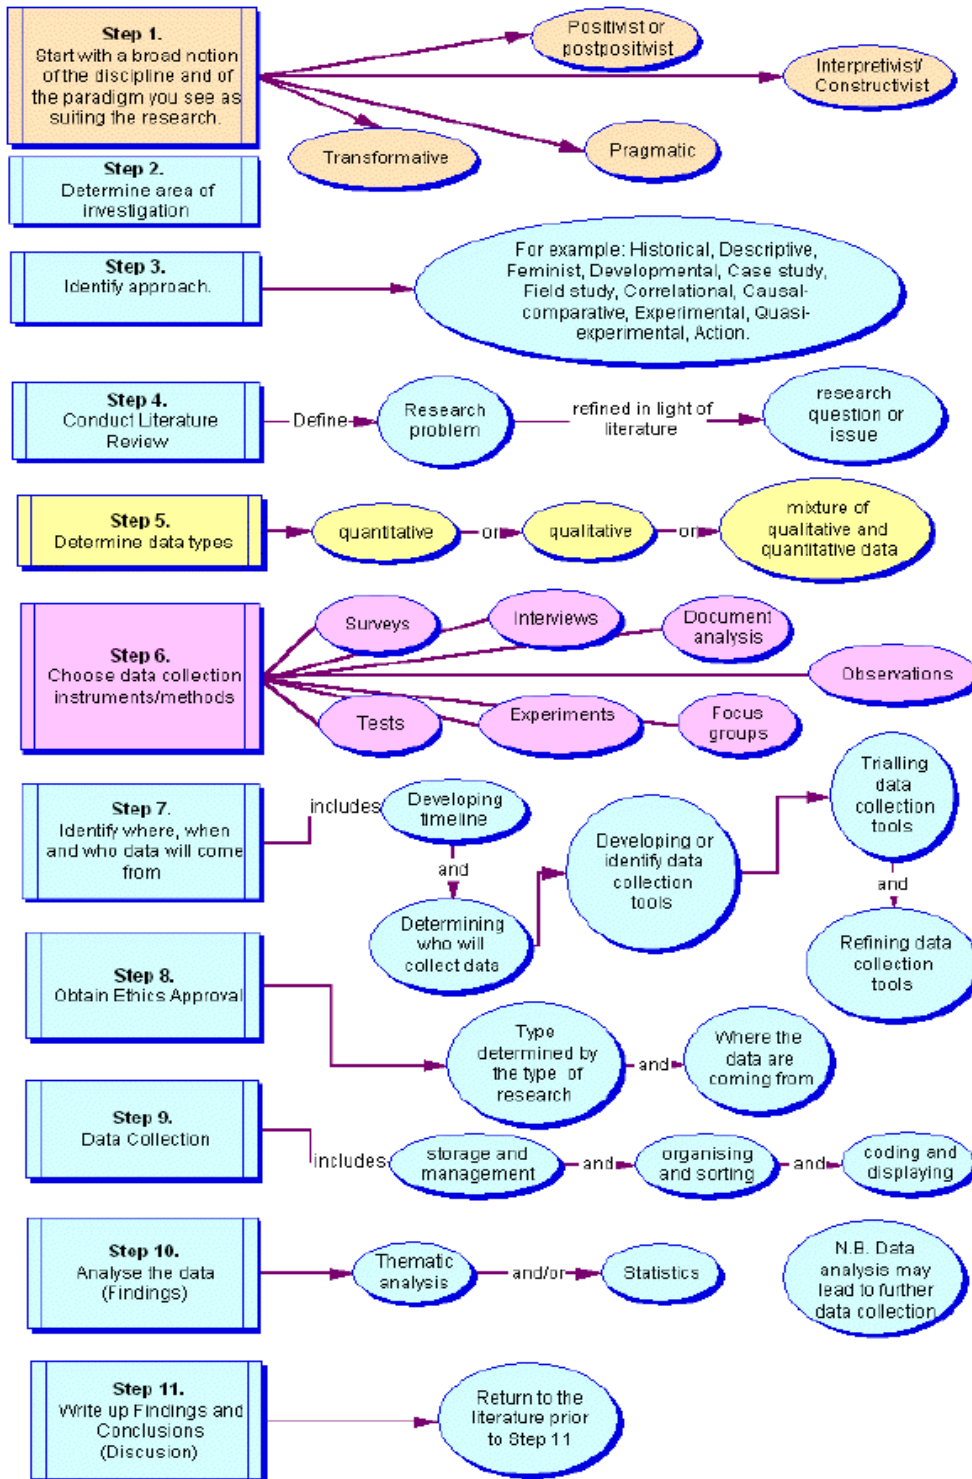 Step 1.
Start with a broad notion
of the discipline and of
the paradigm you see as
suiting the research.
Positivist or
postpositivist
Interpretivist/
Constructivist
Transformative
Pragmatic
Step 2.
Determine area of
investigation
Step 3.
Identify approach.
For example: Historical, Descriptive,
Feminist, Developmental, Case study,
Field study, Correlational, Causal-
comparative, Experimental, Quasi-
experimental, Action.
Step 4.
Conduct Literature
Review
Define
Research
problem
refined in light of
literature
research
question or
issue
Step 5.
Determine data types
quantitative
or
qualitative
or
mixture of
qualitative and
quantitative data
Step 6.
Choose data collection
instruments/methods
Surveys
Interviews
Document
analysis
Observations
Tests
Experiments
Focus
groups
Step 7.
Identify where, when
and who data will come
from
includes
Developing
timeline
and
Determining
who will
collect data
Developing or
identify data
collection
tools
Trialling
data
collection
tools
and
Refining data
collection
tools
Step 8.
Obtain Ethics Approval
Type
determined by
the type of
research
and
Where the
data are
coming from
Step 9.
Data Collection
includes
storage and
management
and
organising
and sorting
and
coding and
displaying
Step 10.
Analyse the data
(Findings)
Thematic
analysis
and/or
Statistics
N.B. Data
analysis may
lead to further
data collection
Step 11.
Write up Findings and
Conclusions
(Discussion)
Return to the
literature prior
to Step 11